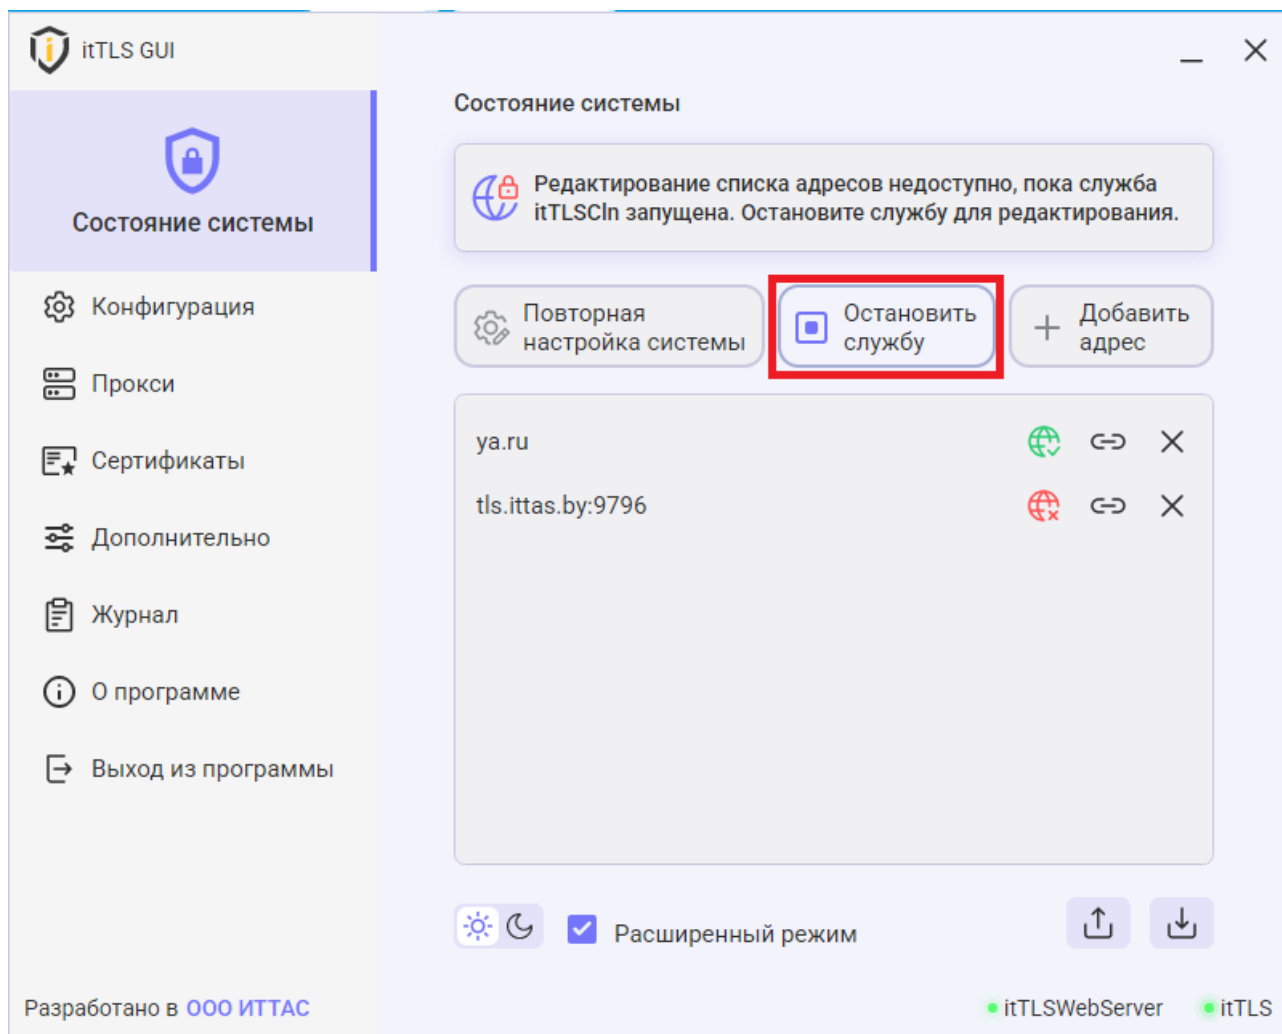 itTLS GUI
Состояние системы
Конфигурация
Прокси
Сертификаты
Дополнительно
Журнал
О программе
Выход из программы
Разработано в ООО ИТТАС
Состояние системы
Редактирование списка адресов недоступно, пока служба
itTLSCln запущена. Остановите службу для редактирования.
Повторная
настройка системы
Остановить
службу
Добавить
адрес
ya.ru
tls.ittas.by:9796
Расширенный режим
itTLSWebServer
itTLS